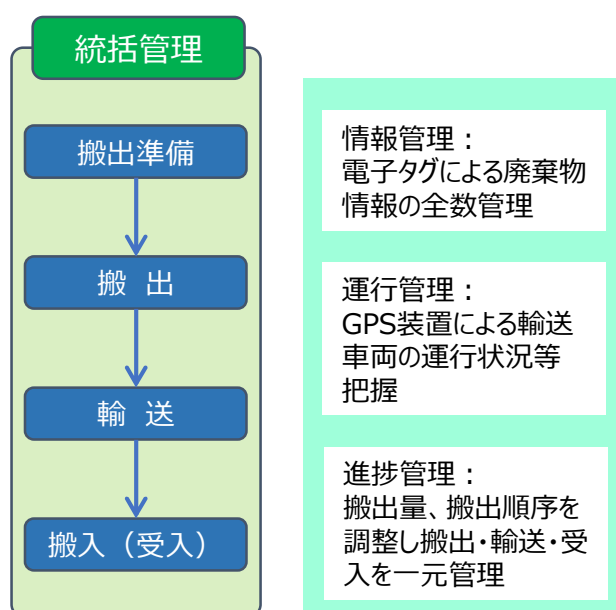 統括管理
搬出準備
搬 出
輸 送
搬入（受入）
情報管理：
電子タグによる廃棄物
情報の全数管理
運行管理：
GPS装置による輸送
車両の運行状況等
把握
進捗管理：
搬出量、搬出順序を
調整し搬出・輸送・受
入を一元管理